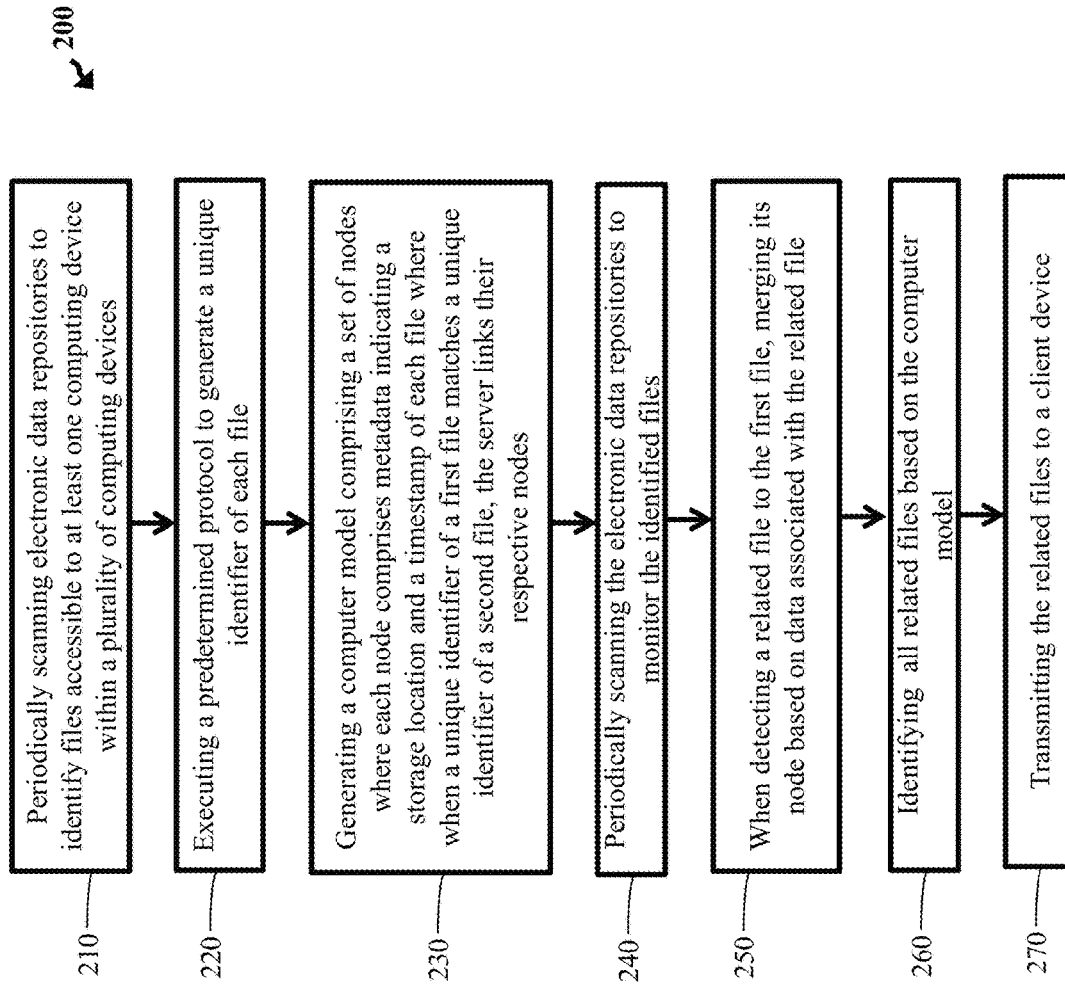 200
210
Periodically scanning electronic data repositories to
identify files accessible to at least one computing device
within a plurality of computing devices
220
Executing a predetermined protocol to generate a unique
identifier of each file
230
Generating a computer model comprising a set of nodes
where each node comprises metadata indicating a
storage location and a timestamp of each file where
when a unique identifier of a first file matches a unique
identifier of a second file, the server links their
respective nodes
240
Periodically scanning the electronic data repositories to
monitor the identified files
250
When detecting a related file to the first file, merging its
node based on data associated with the related file
260
Identifying all related files based on the computer
model
270
Transmitting the related files to a client device